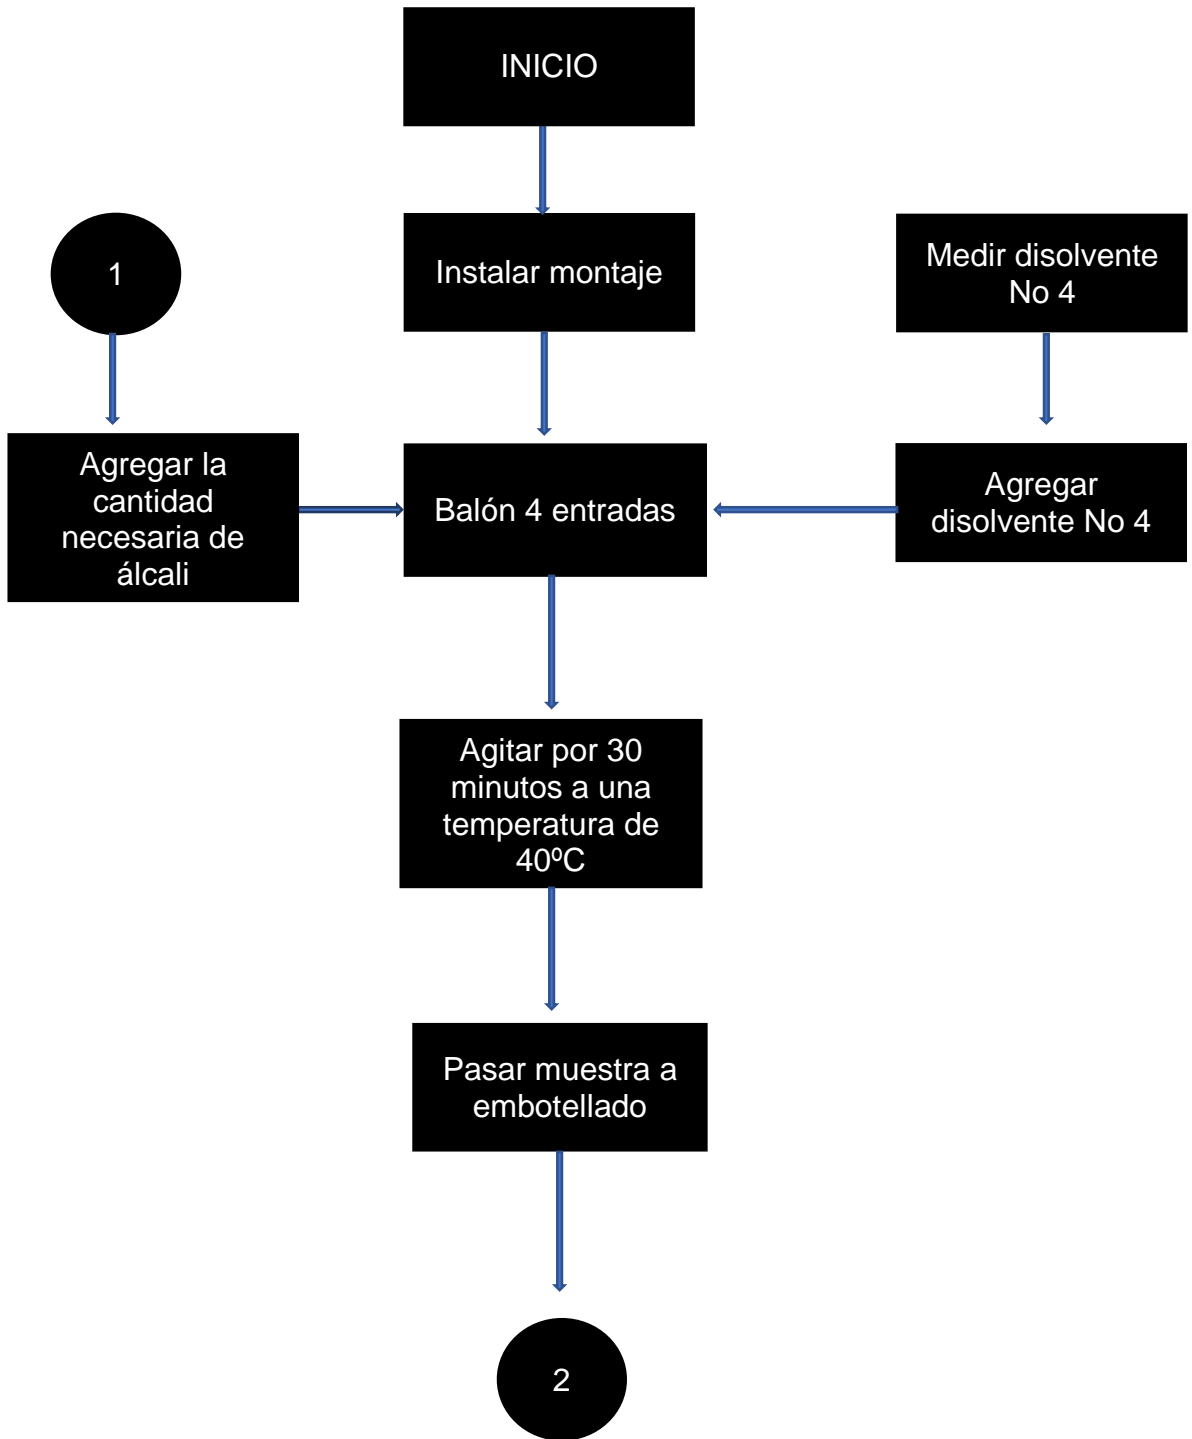 INICIO
1
Instalar montaje
Medir disolvente
No 4
Agregar la
cantidad
necesaria de
álcali
Balón 4 entradas
Agregar
disolvente No 4
Agitar por 30
minutos a una
temperatura de
40ºC
Pasar muestra a
embotellado
2